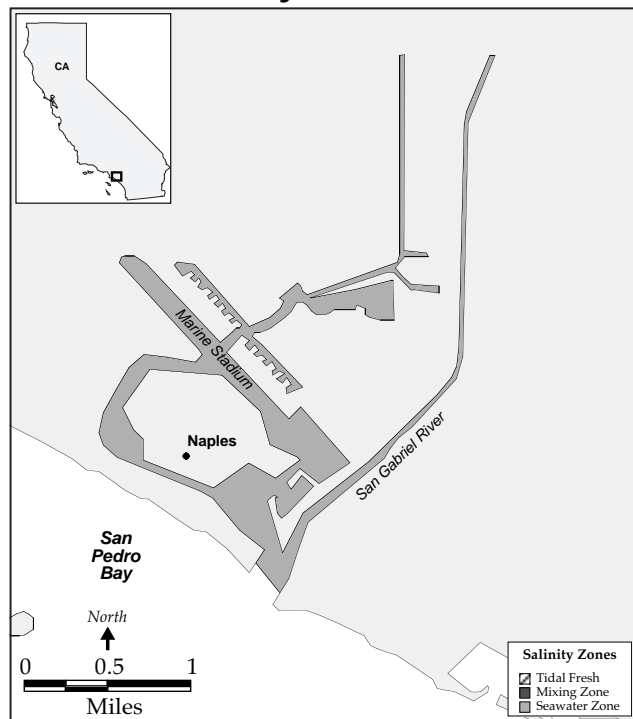 CA
Marine Stadium
Naples
San Gabriel River
San
Pedro
Bay
North
0 0.5 1
Miles
Salinity Zones
Tidal Fresh
Mixing Zone
Seawater Zone